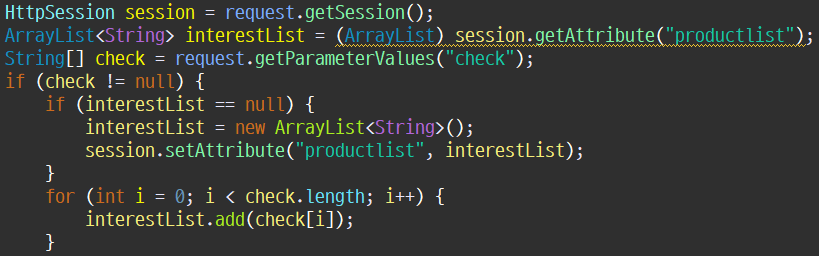 HttpSession session = request.getSession();
ArrayList<String> interestList = (ArrayList) session.getAttribute("productlist");
String[] check = request.getParameterValues("check");
if (check != null) {
    if (interestList == null) {
        interestList = new ArrayList<String>();
        session.setAttribute("productlist", interestList);
    }
    for (int i = 0; i < check.length; i++) {
        interestList.add(check[i]);
    }